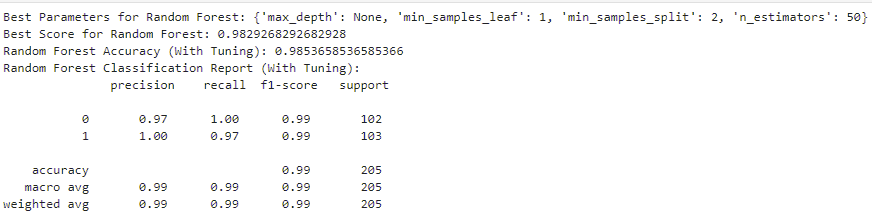 Best Parameters for Random Forest: {'max_depth': None, 'min_samples_leaf': 1, 'min_samples_split': 2, 'n_estimators': 50}
Best Score for Random Forest: 0.9829268292682928
Random Forest Accuracy (With Tuning): 0.9853658536585366
Random Forest Classification Report (With Tuning):
              precision    recall  f1-score   support

           0       0.97      1.00      0.99       102
           1       1.00      0.97      0.99       103

    accuracy                           0.99       205
   macro avg       0.99      0.99      0.99       205
weighted avg       0.99      0.99      0.99       205